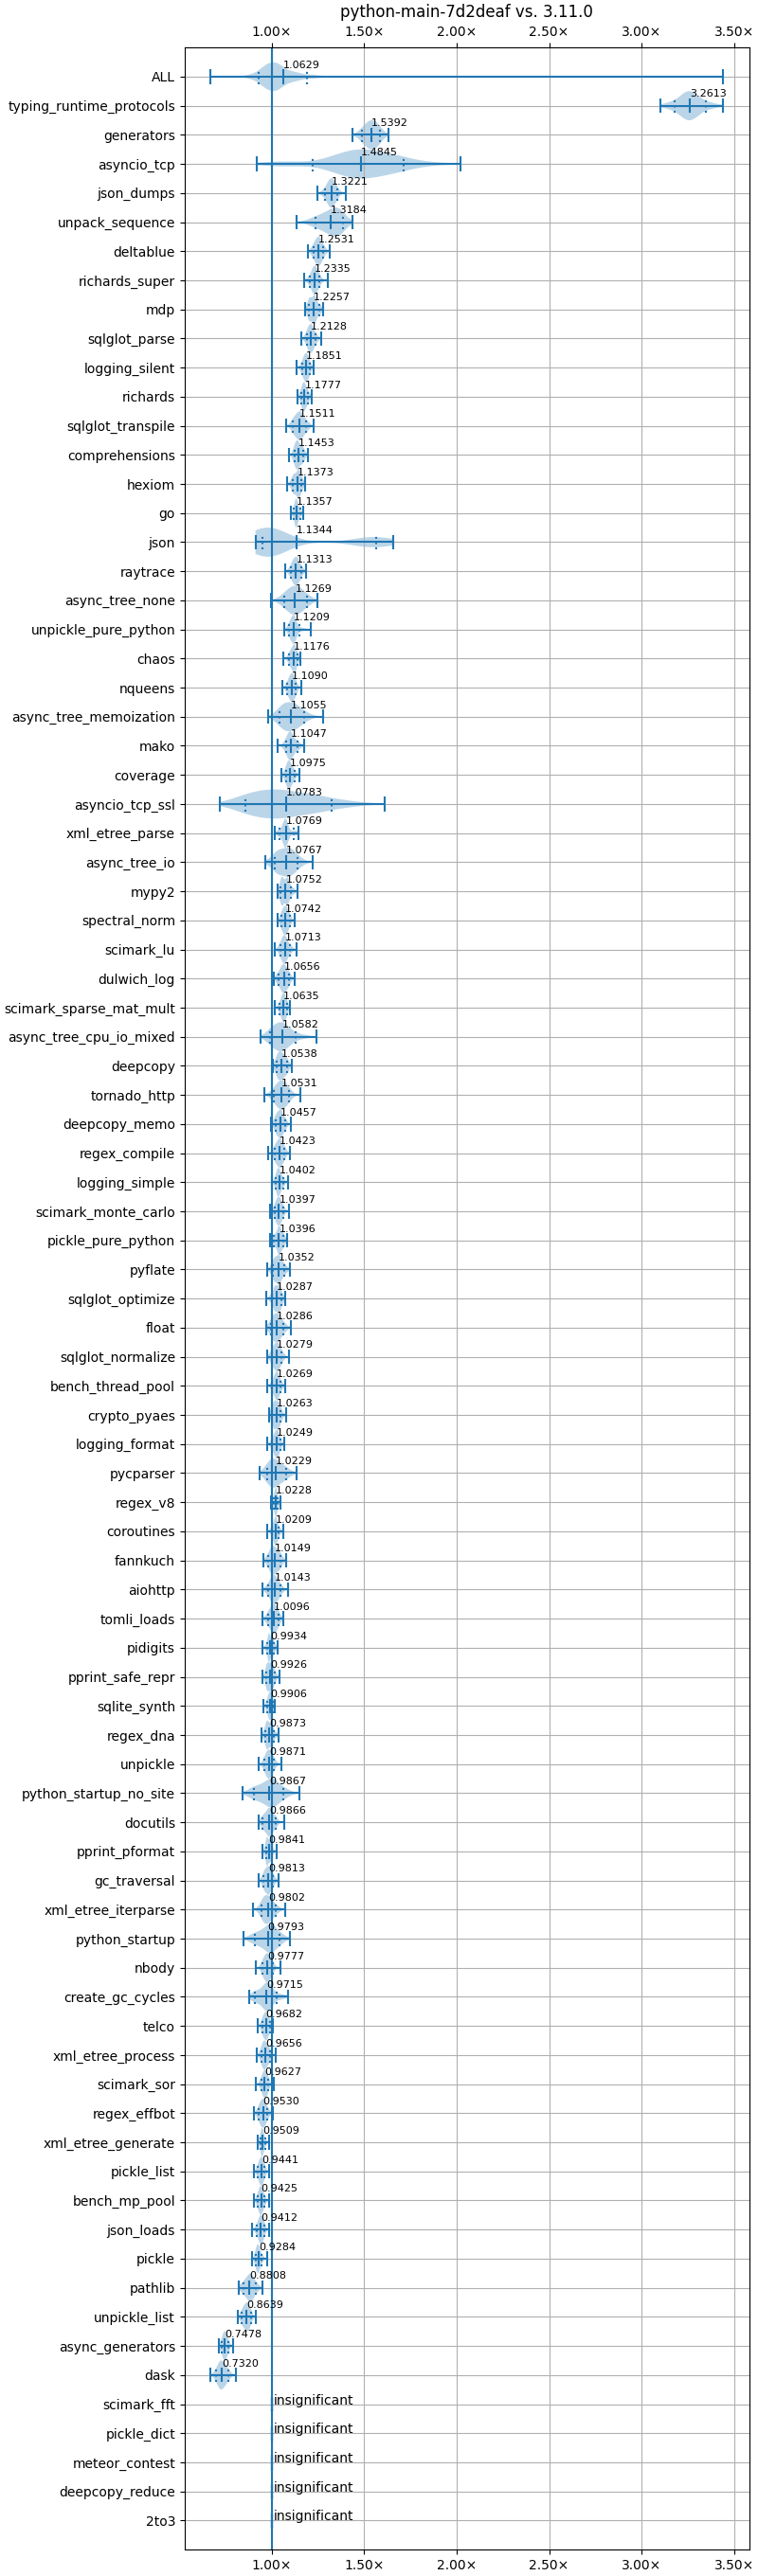 python-main-7d2deaf vs. 3.11.0
1.00× 1.50× 2.00× 2.50× 3.00× 3.50×
ALL 1.0629
typing_runtime_protocols 3.2613
generators 1.5392
asyncio_tcp 1.4845
json_dumps 1.3221
unpack_sequence 1.3184
deltablue 1.2531
richards_super 1.2335
mdp 1.2257
sqlglot_parse 1.2128
logging_silent 1.1851
richards 1.1777
sqlglot_transpile 1.1511
comprehensions 1.1453
hexiom 1.1373
go 1.1357
json 1.1344
raytrace 1.1313
async_tree_none 1.1269
unpickle_pure_python 1.1209
chaos 1.1176
nqueens 1.1090
async_tree_memoization 1.1055
mako 1.1047
coverage 1.0975
asyncio_tcp_ssl 1.0783
xml_etree_parse 1.0769
async_tree_io 1.0767
mypy2 1.0752
spectral_norm 1.0742
scimark_lu 1.0713
dulwich_log 1.0656
scimark_sparse_mat_mult 1.0635
async_tree_cpu_io_mixed 1.0582
deepcopy 1.0538
tornado_http 1.0531
deepcopy_memo 1.0457
regex_compile 1.0423
logging_simple 1.0402
scimark_monte_carlo 1.0397
pickle_pure_python 1.0396
pyflate 1.0352
sqlglot_optimize 1.0287
float 1.0286
sqlglot_normalize 1.0279
bench_thread_pool 1.0269
crypto_pyaes 1.0263
logging_format 1.0249
pycparser 1.0229
regex_v8 1.0228
coroutines 1.0209
fannkuch 1.0149
aiohttp 1.0143
tomli_loads 1.0096
pidigits 0.9934
pprint_safe_repr 0.9926
sqlite_synth 0.9906
regex_dna 0.9873
unpickle 0.9871
python_startup_no_site 0.9867
docutils 0.9866
pprint_pformat 0.9841
gc_traversal 0.9813
xml_etree_iterparse 0.9802
python_startup 0.9793
nbody 0.9777
create_gc_cycles 0.9715
telco 0.9682
xml_etree_process 0.9656
scimark_sor 0.9627
regex_effbot 0.9530
xml_etree_generate 0.9509
pickle_list 0.9441
bench_mp_pool 0.9425
json_loads 0.9412
pickle 0.9284
pathlib 0.8808
unpickle_list 0.8639
async_generators 0.7478
dask 0.7320
scimark_fft insignificant
pickle_dict insignificant
meteor_contest insignificant
deepcopy_reduce insignificant
2to3 insignificant
1.00× 1.50× 2.00× 2.50× 3.00× 3.50×